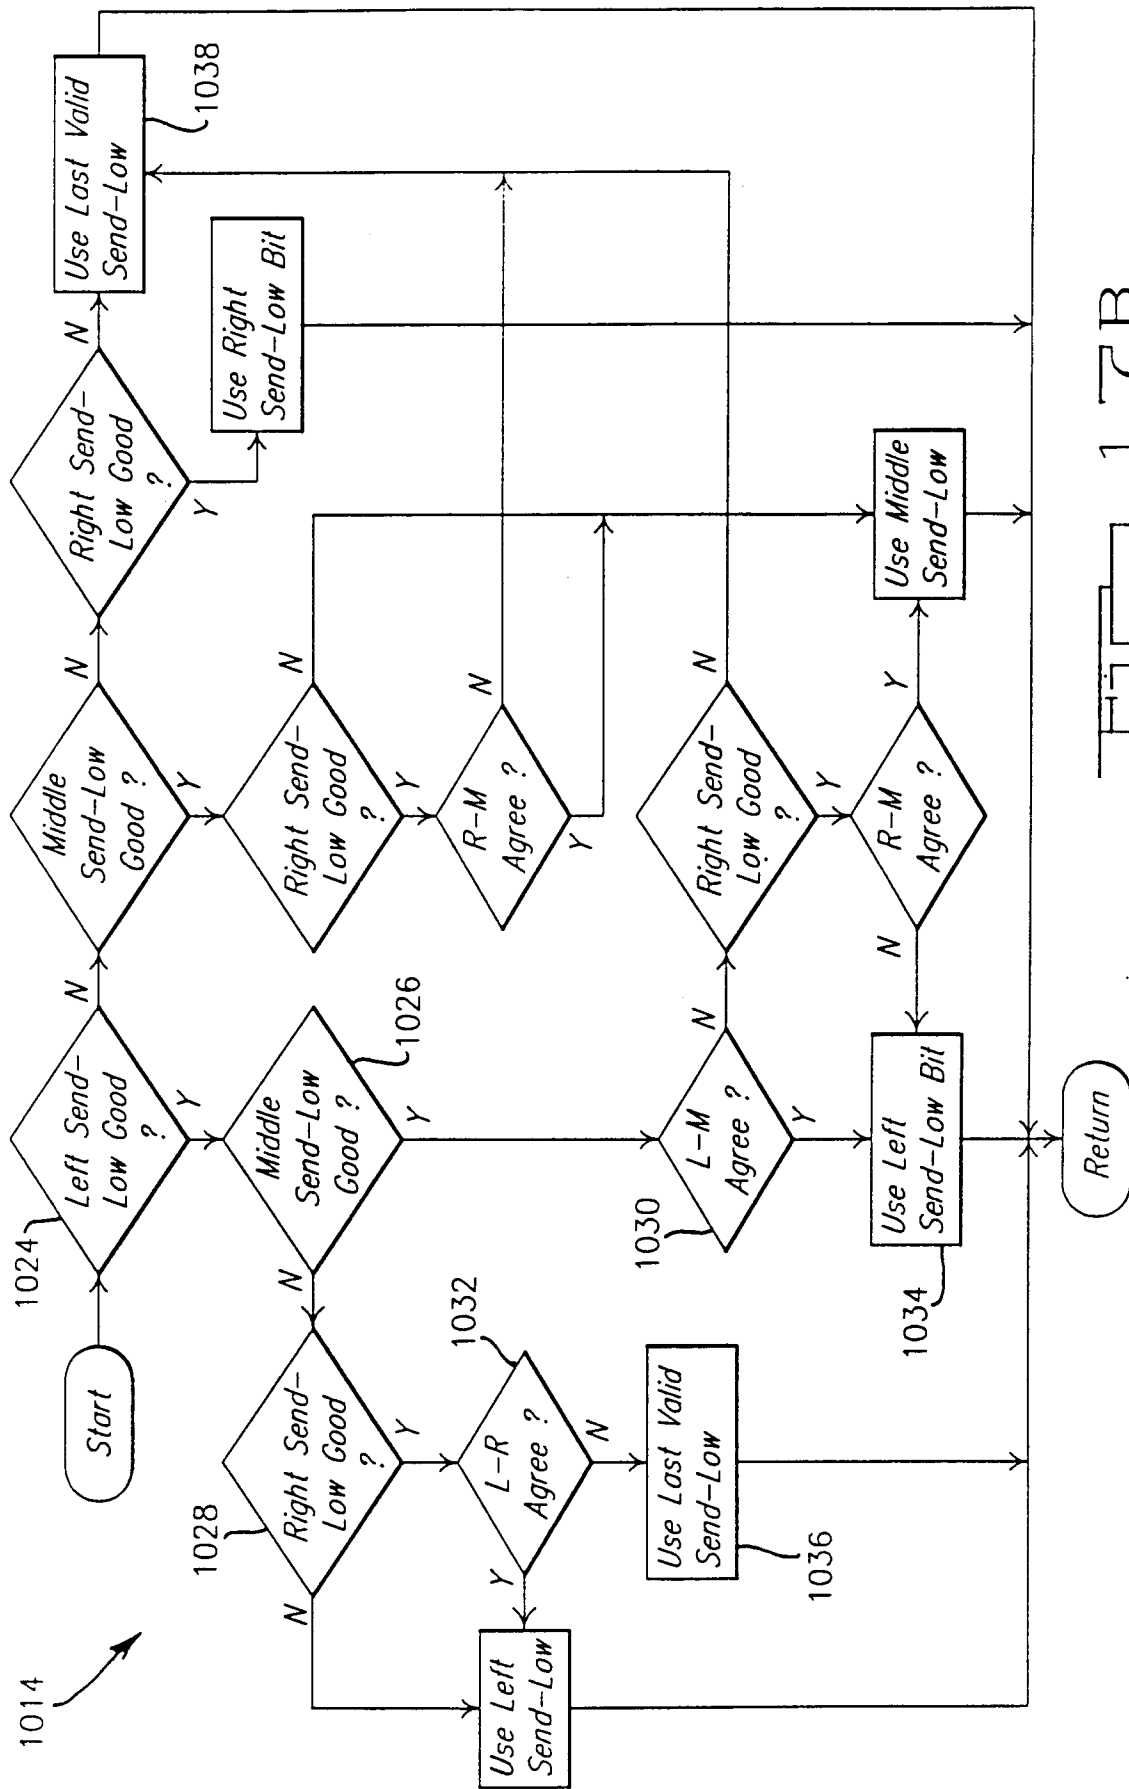 1014
Start
1024
Left Send-
Low Good
?
N
Y
Middle
Send-Low
Good ?
N
Y
Right Send-
Low Good
?
N
Y
Use Last Valid
Send-Low
1038
Use Right
Send-Low Bit
1028
Right Send-
Low Good
?
N
Y
N
Middle
Send-Low
Good ?
1026
Y
Right Send-
Low Good
?
N
Y
R-M
Agree ?
N
Y
Use Left
Send-Low
Y
L-R
Agree ?
1032
N
Use Last Valid
Send-Low
1036
1030
L-M
Agree ?
N
Y
Right Send-
Low Good
?
N
Y
Use Left
Send-Low Bit
1034
N
R-M
Agree ?
Y
Use Middle
Send-Low
Return
17B